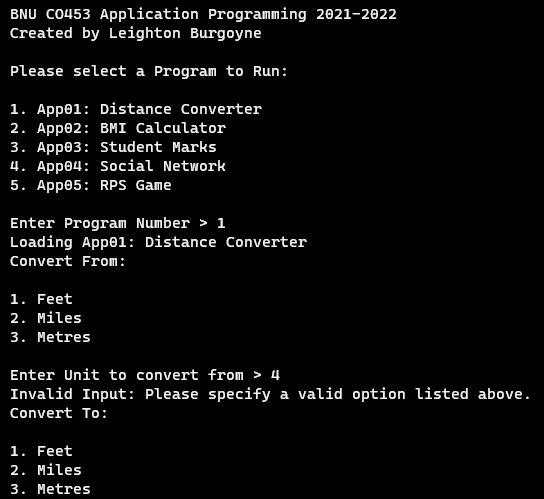 BNU CO453 Application Programming 2021-2022
Created by Leighton Burgoyne
Please select a Program to Run:
1. App01: Distance Converter
2. App02: BMI Calculator
3. App03: Student Marks
4. App04: Social Network
5. App05: RPS Game
Enter Program Number > 1
Loading App01: Distance Converter
Convert From:
1. Feet
2. Miles
3. Metres
Enter Unit to convert from > 4
Invalid Input: Please specify a valid option listed above.
Convert To:
1. Feet
2. Miles
3. Metres